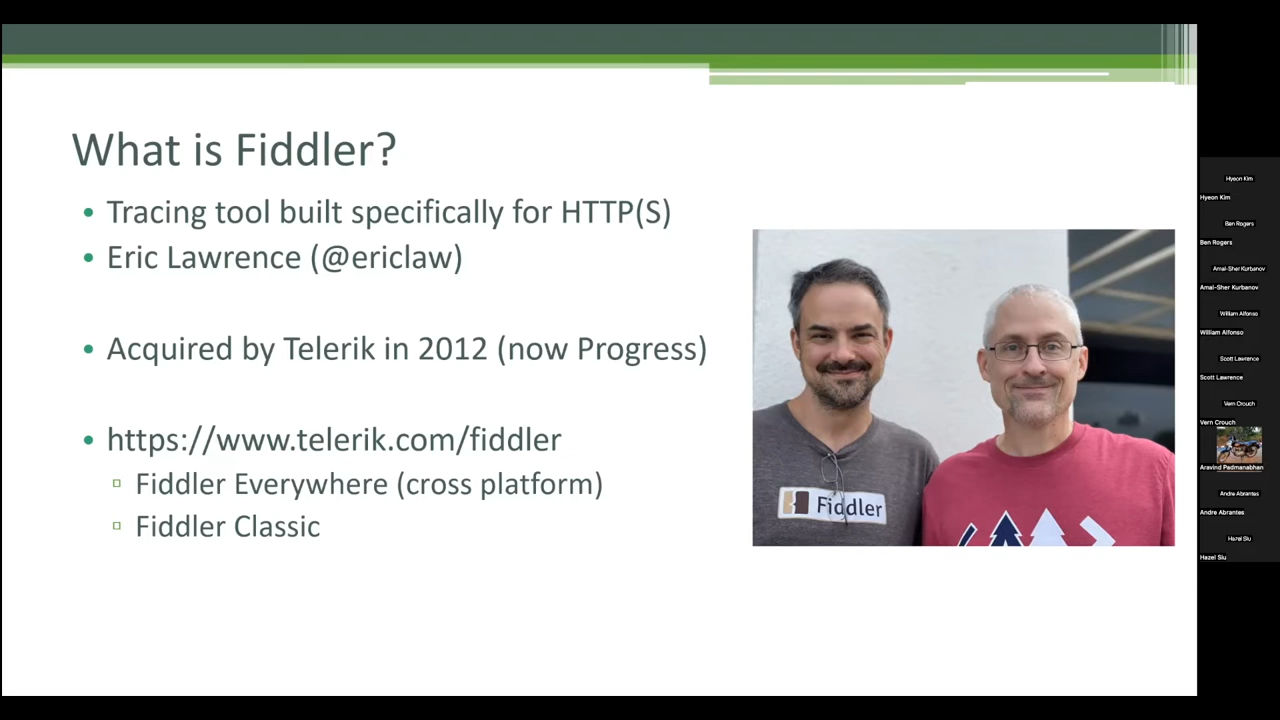 What is Fiddler?
• Tracing tool built specifically for HTTP(S)
• Eric Lawrence (@ericlaw)
• Acquired by Telerik in 2012 (now Progress)
• https://www.telerik.com/fiddler
▫ Fiddler Everywhere (cross platform)
▫ Fiddler Classic
Fiddler
Hyeon Kim
Hyeon Kim
Ben Rogers
Ben Rogers
Amal-Sher Kurbanov
Amal-Sher Kurbanov
William Alfonso
William Alfonso
Scott Lawrence
Scott Lawrence
Vern Crouch
Vern Crouch
Aravind Padmanabhan
Andre Abrantes
Andre Abrantes
Hazel Siu
Hazel Siu